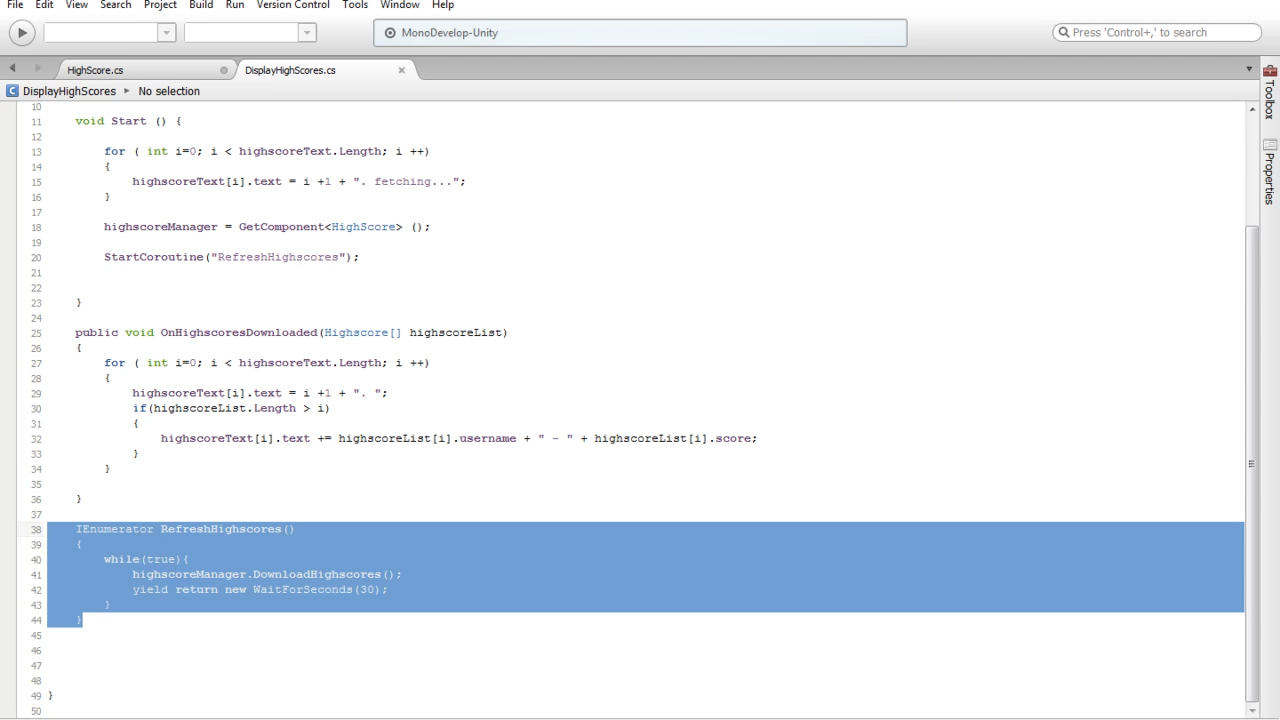 File Edit View Search Project Build Run Version Control Tools Window Help
MonoDevelop-Unity
Press 'Control+,' to search
HighScore.cs
DisplayHighScores.cs
DisplayHighScores
No selection
Toolbox
Properties
10
11 void Start () {
12
13 for ( int i=0; i < highscoreText.Length; i ++)
14 {
15 highscoreText[i].text = i +1 + ". fetching...";
16 }
17
18 highscoreManager = GetComponent<HighScore> ();
19
20 StartCoroutine("RefreshHighscores");
21
22
23 }
24
25 public void OnHighscoresDownloaded(Highscore[] highscoreList)
26 {
27 for ( int i=0; i < highscoreText.Length; i ++)
28 {
29 highscoreText[i].text = i +1 + ". ";
30 if(highscoreList.Length > i)
31 {
32 highscoreText[i].text += highscoreList[i].username + " - " + highscoreList[i].score;
33 }
34 }
35
36 }
37
38 IEnumerator RefreshHighscores()
39 {
40 while(true){
41 highscoreManager.DownloadHighscores();
42 yield return new WaitForSeconds(30);
43 }
44 }
45
46
47
48
49 }
50